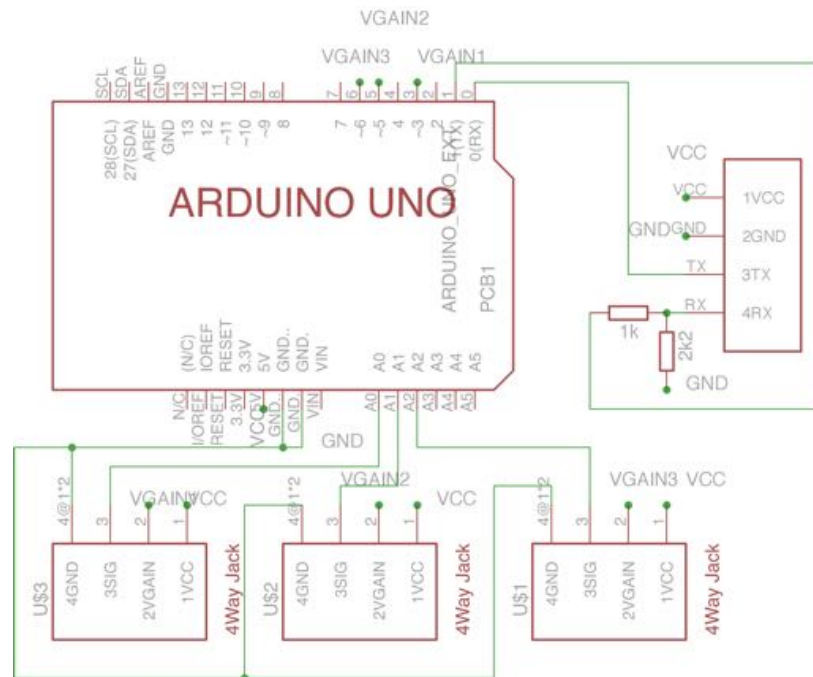 VGAIN2
VGAIN3
VGAIN1
SCL
SDA
AREF
GND
13
12
11
10
9
8
7
6
5
4
3
2
1
0
28(SCL)
27(SDA)
AREF
GND
13
12
~11
~10
~9
8
7
~6
~5
4
~3
2
1(TX)
0(RX)
ARDUINO UNO
ARDUINO_UNO_EXT
PCB1
VCC
VCC
1VCC
GND
GND
2GND
TX
3TX
RX
4RX
1k
2k2
GND
(N/C)
IOREF
RESET
3.3V
5V
GND..
GND.
VIN
A0
A1
A2
A3
A4
A5
N/C
I/OREF
RESET
3.3V
5V
GND..
GND.
VIN
A0
A1
A2
A3
A4
A5
VCC
GND
4@1*2
3
VGAIN1
2
VCC
1
4GND
3SIG
2VGAIN
1VCC
U$3
4Way Jack
4@1*2
3
VGAIN2
2
VCC
1
4GND
3SIG
2VGAIN
1VCC
U$2
4Way Jack
4@1*2
3
VGAIN3
2
VCC
1
4GND
3SIG
2VGAIN
1VCC
U$1
4Way Jack